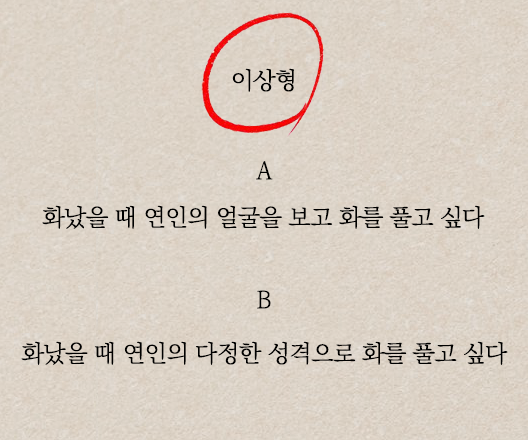 이상형
A
화났을 때 연인의 얼굴을 보고 화를 풀고 싶다
B
화났을 때 연인의 다정한 성격으로 화를 풀고 싶다